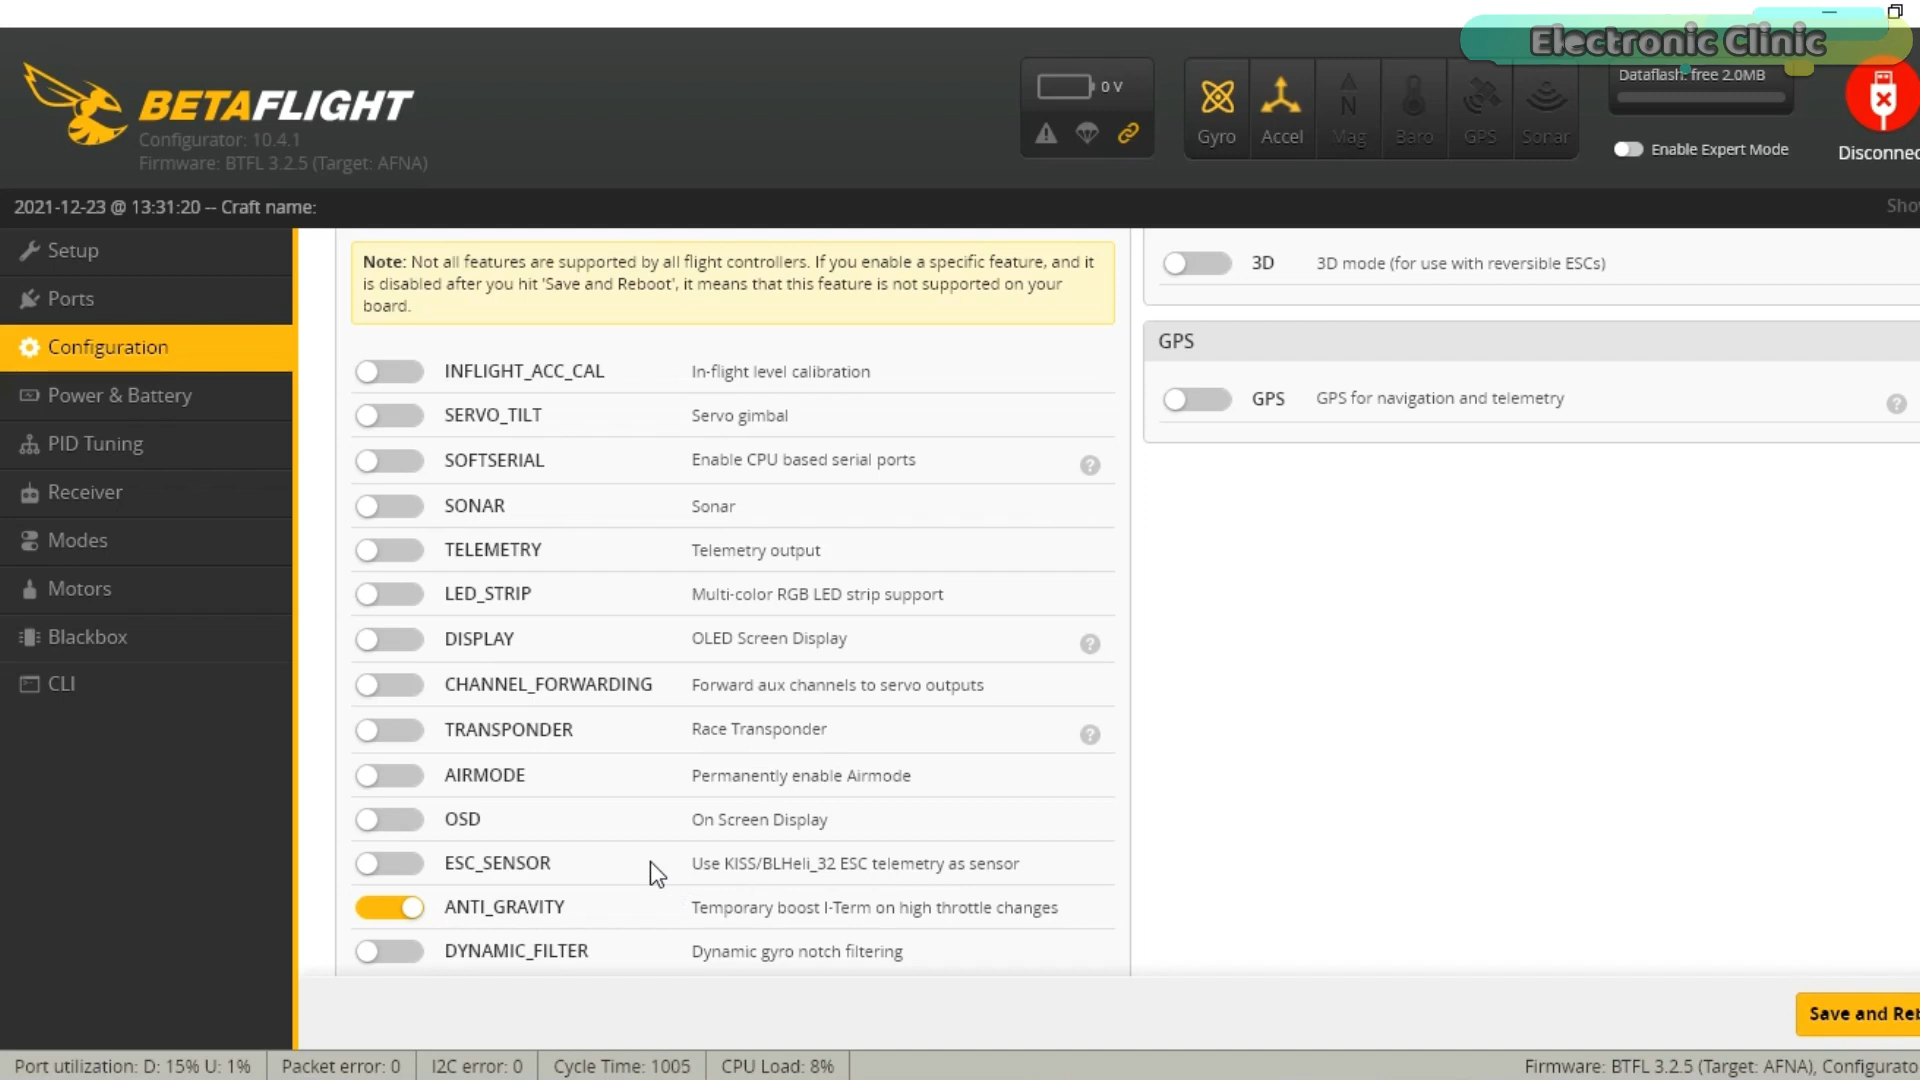 Electronic Clinic
BETAFLIGHT
Configurator: 10.4.1
Firmware: BTFL 3.2.5 (Target: AFNA)
0 V
Gyro
Accel
Mag
Baro
GPS
Sonar
Dataflash: free 2.0MB
Enable Expert Mode
Disconnec
2021-12-23 @ 13:31:20 -- Craft name:
Sho
Setup
Ports
Configuration
Power & Battery
PID Tuning
Receiver
Modes
Motors
Blackbox
CLI
Note: Not all features are supported by all flight controllers. If you enable a specific feature, and it
is disabled after you hit 'Save and Reboot', it means that this feature is not supported on your
board.
INFLIGHT_ACC_CAL In-flight level calibration
SERVO_TILT Servo gimbal
SOFTSERIAL Enable CPU based serial ports ?
SONAR Sonar
TELEMETRY Telemetry output
LED_STRIP Multi-color RGB LED strip support
DISPLAY OLED Screen Display ?
CHANNEL_FORWARDING Forward aux channels to servo outputs
TRANSPONDER Race Transponder ?
AIRMODE Permanently enable Airmode
OSD On Screen Display
ESC_SENSOR Use KISS/BLHeli_32 ESC telemetry as sensor
ANTI_GRAVITY Temporary boost I-Term on high throttle changes
DYNAMIC_FILTER Dynamic gyro notch filtering
3D 3D mode (for use with reversible ESCs)
GPS
GPS GPS for navigation and telemetry ?
Save and Reb
Port utilization: D: 15% U: 1% Packet error: 0 I2C error: 0 Cycle Time: 1005 CPU Load: 8% Firmware: BTFL 3.2.5 (Target: AFNA), Configurato